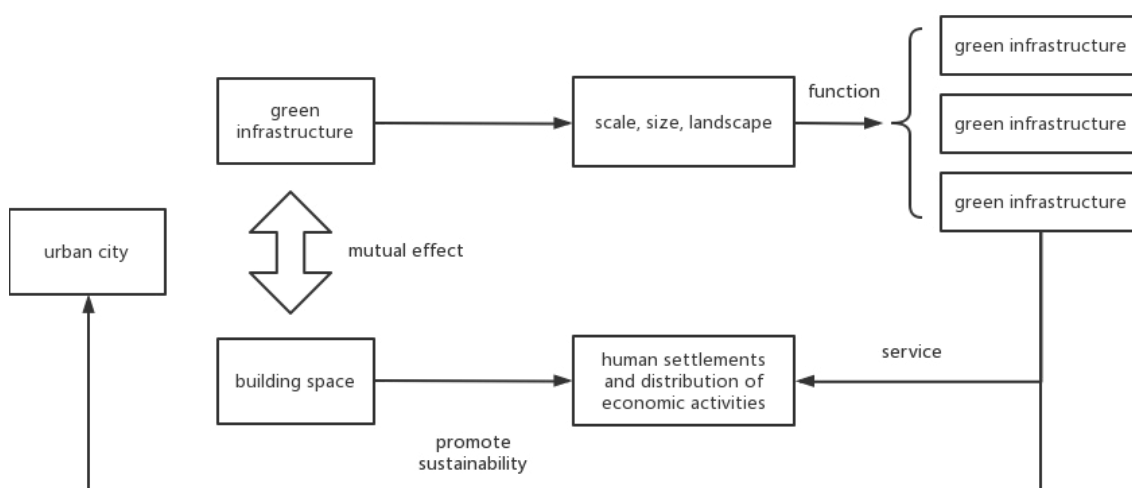 green infrastructure
green
infrastructure
scale, size, landscape
function
green infrastructure
green infrastructure
urban city
mutual effect
building space
human settlements
and distribution of
economic activities
service
promote
sustainability